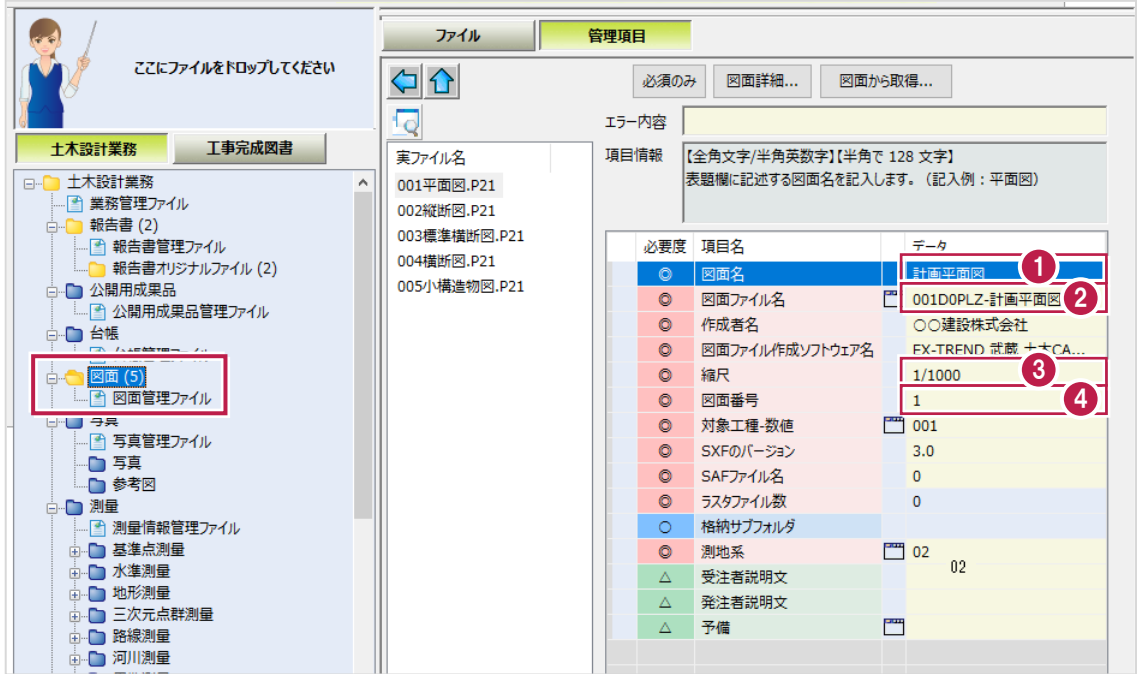 ここにファイルをドロップしてください
土木設計業務
工事完成図書
土木設計業務
業務管理ファイル
報告書 (2)
報告書管理ファイル
報告書オリジナルファイル (2)
公開用成果品
公開用成果品管理ファイル
台帳
図面 (5)
図面管理ファイル
写真
写真管理ファイル
写真
参考図
測量
測量情報管理ファイル
基準点測量
水準測量
地形測量
三次元点群測量
路線測量
河川測量
ファイル
管理項目
必須のみ
図面詳細...
図面から取得...
エラー内容
項目情報
【全角文字/半角英数字】【半角で 128 文字】
表題欄に記述する図面名を記入します。（記入例：平面図）
実ファイル名
001平面図.P21
002縦断図.P21
003標準横断図.P21
004横断図.P21
005小構造物図.P21
必要度 項目名 データ
◎ 図面名 計画平面図 1
◎ 図面ファイル名 001D0PLZ-計画平面図 2
◎ 作成者名 〇〇建設株式会社
◎ 図面ファイル作成ソフトウェア名 EX-TREND 武蔵 土木CA...
◎ 縮尺 1/1000 3
◎ 図面番号 1 4
◎ 対象工種-数値 001
◎ SXFのバージョン 3.0
◎ SAFファイル名 0
◎ ラスタファイル数 0
○ 格納サブフォルダ
◎ 測地系 02
02
△ 受注者説明文
△ 発注者説明文
△ 予備